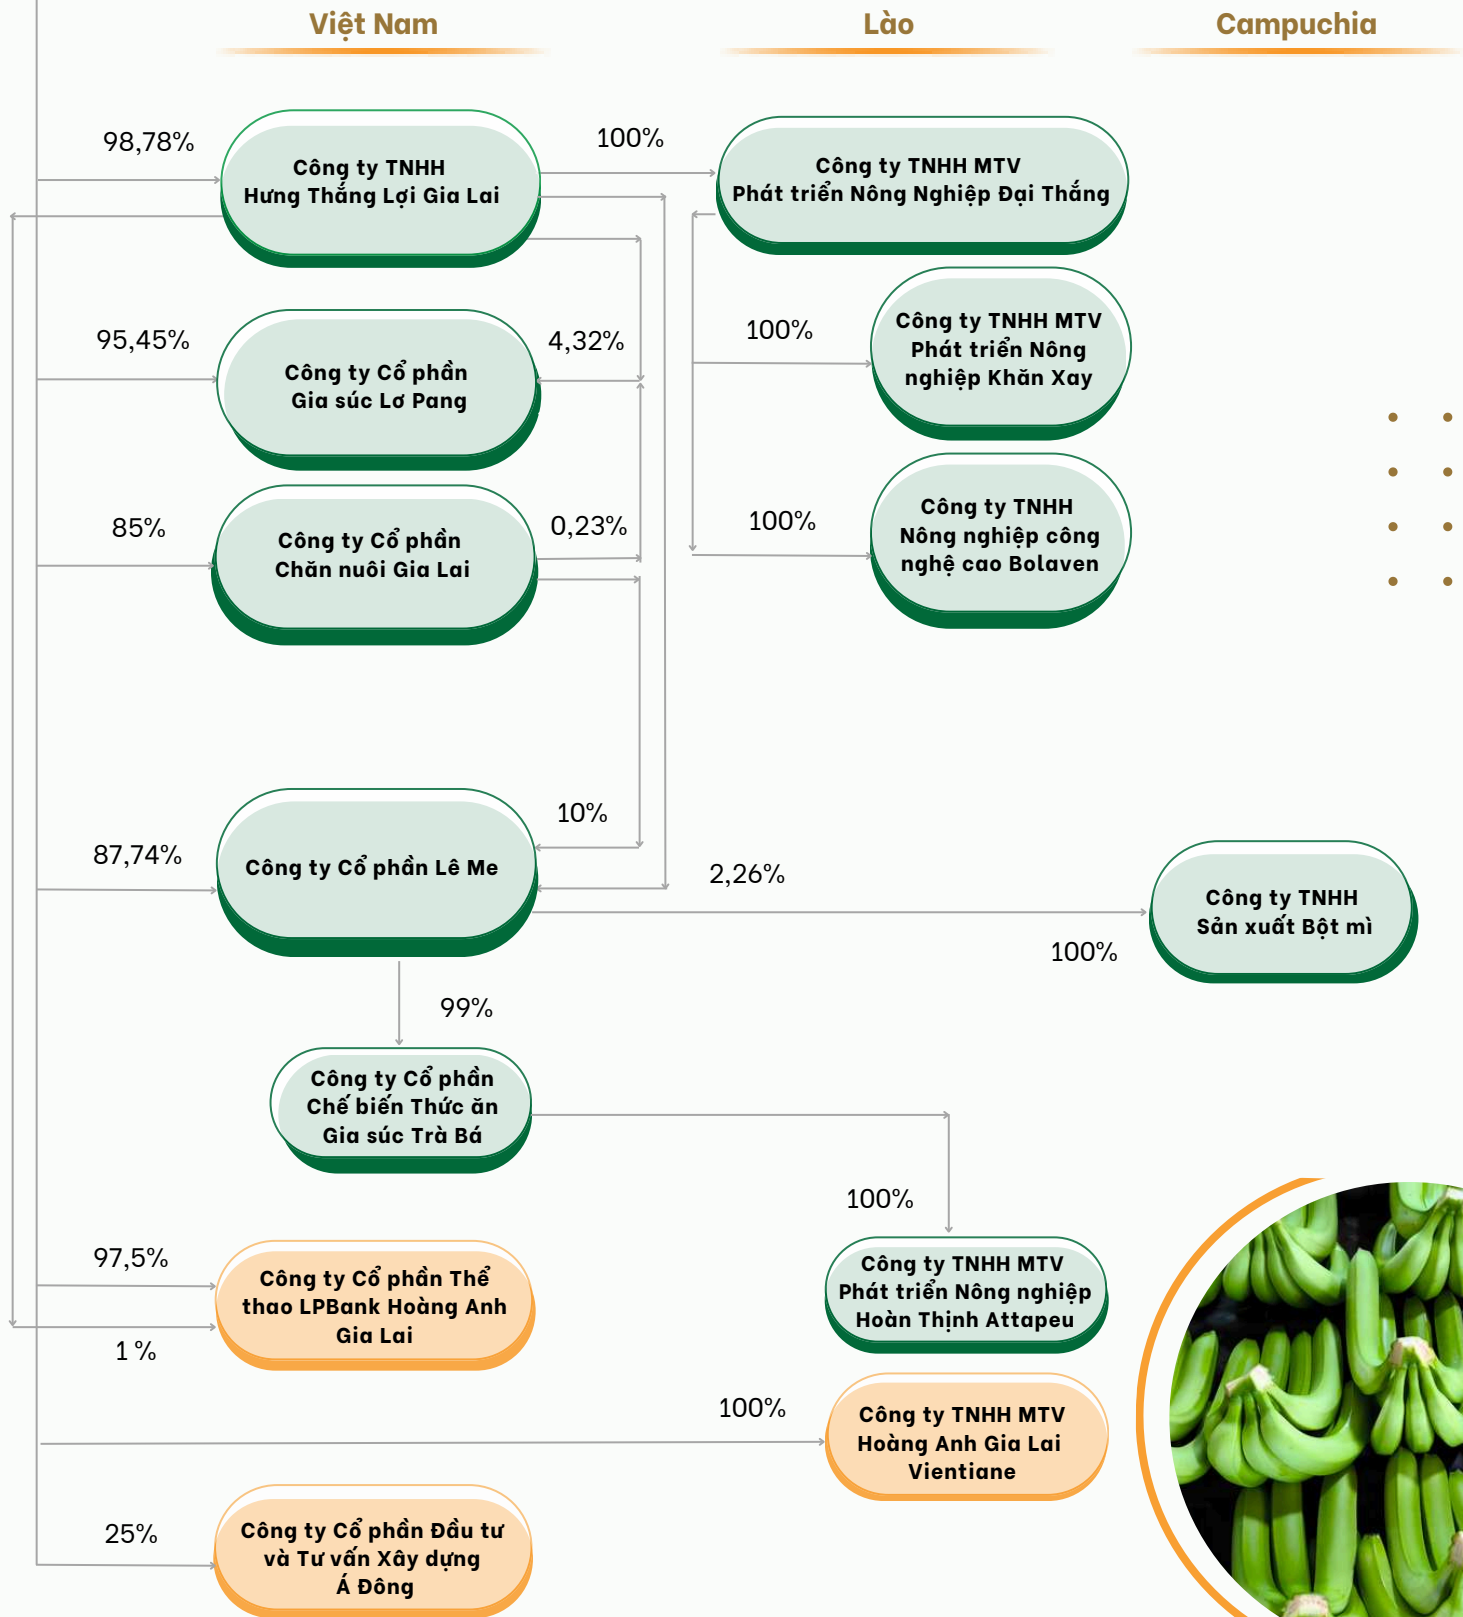 Việt Nam
Lào
Campuchia
98,78%
Công ty TNHH
Hưng Thắng Lợi Gia Lai
100%
Công ty TNHH MTV
Phát triển Nông Nghiệp Đại Thắng
95,45%
Công ty Cổ phần
Gia súc Lơ Pang
4,32%
100%
Công ty TNHH MTV
Phát triển Nông
nghiệp Khăn Xay
85%
Công ty Cổ phần
Chăn nuôi Gia Lai
0,23%
100%
Công ty TNHH
Nông nghiệp công
nghệ cao Bolaven
10%
87,74%
Công ty Cổ phần Lê Me
2,26%
100%
Công ty TNHH
Sản xuất Bột mì
99%
Công ty Cổ phần
Chế biến Thức ăn
Gia súc Trà Bá
100%
Công ty TNHH MTV
Phát triển Nông nghiệp
Hoàn Thịnh Attapeu
97,5%
Công ty Cổ phần Thể
thao LPBank Hoàng Anh
Gia Lai
1 %
100%
Công ty TNHH MTV
Hoàng Anh Gia Lai
Vientiane
25%
Công ty Cổ phần Đầu tư
và Tư vấn Xây dựng
Á Đông